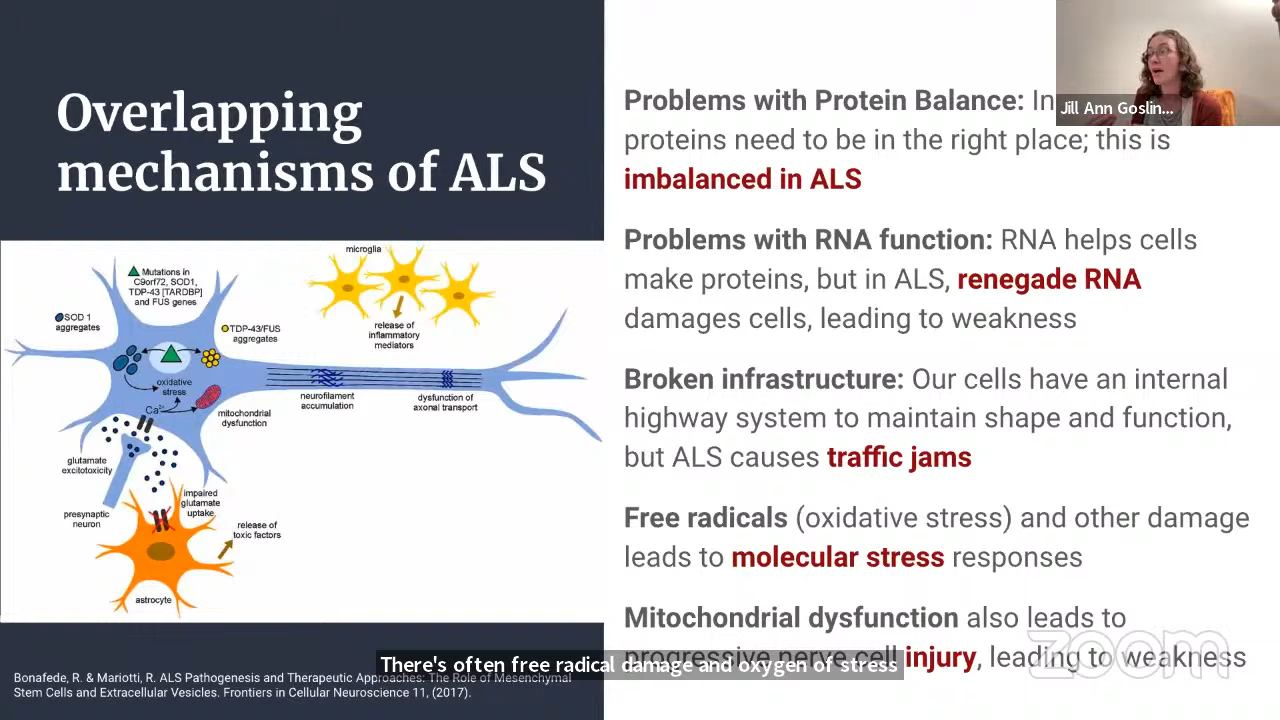 Overlapping
mechanisms of ALS
microglia
Mutations in
C9orf72, SOD1,
TDP-43 [TARDBP]
and FUS genes
SOD 1
aggregates
TDP-43/FUS
aggregates
release of
inflammatory
mediators
oxidative
stress
Ca²⁺
mitochondrial
dysfunction
neurofilament
accumulation
dysfunction of
axonal transport
glutamate
excitotoxicity
presynaptic
neuron
impaired
glutamate
uptake
release of
toxic factors
astrocyte
Bonafede, R. & Mariotti, R. ALS Pathogenesis and Therapeutic Approaches: The Role of Mesenchymal
Stem Cells and Extracellular Vesicles. Frontiers in Cellular Neuroscience 11, (2017).
Problems with Protein Balance: In
proteins need to be in the right place; this is
imbalanced in ALS
Problems with RNA function: RNA helps cells
make proteins, but in ALS, renegade RNA
damages cells, leading to weakness
Broken infrastructure: Our cells have an internal
highway system to maintain shape and function,
but ALS causes traffic jams
Free radicals (oxidative stress) and other damage
leads to molecular stress responses
Mitochondrial dysfunction also leads to
progressive nerve cell injury, leading to weakness
Jill Ann Goslin...
zoom
There's often free radical damage and oxygen of stress